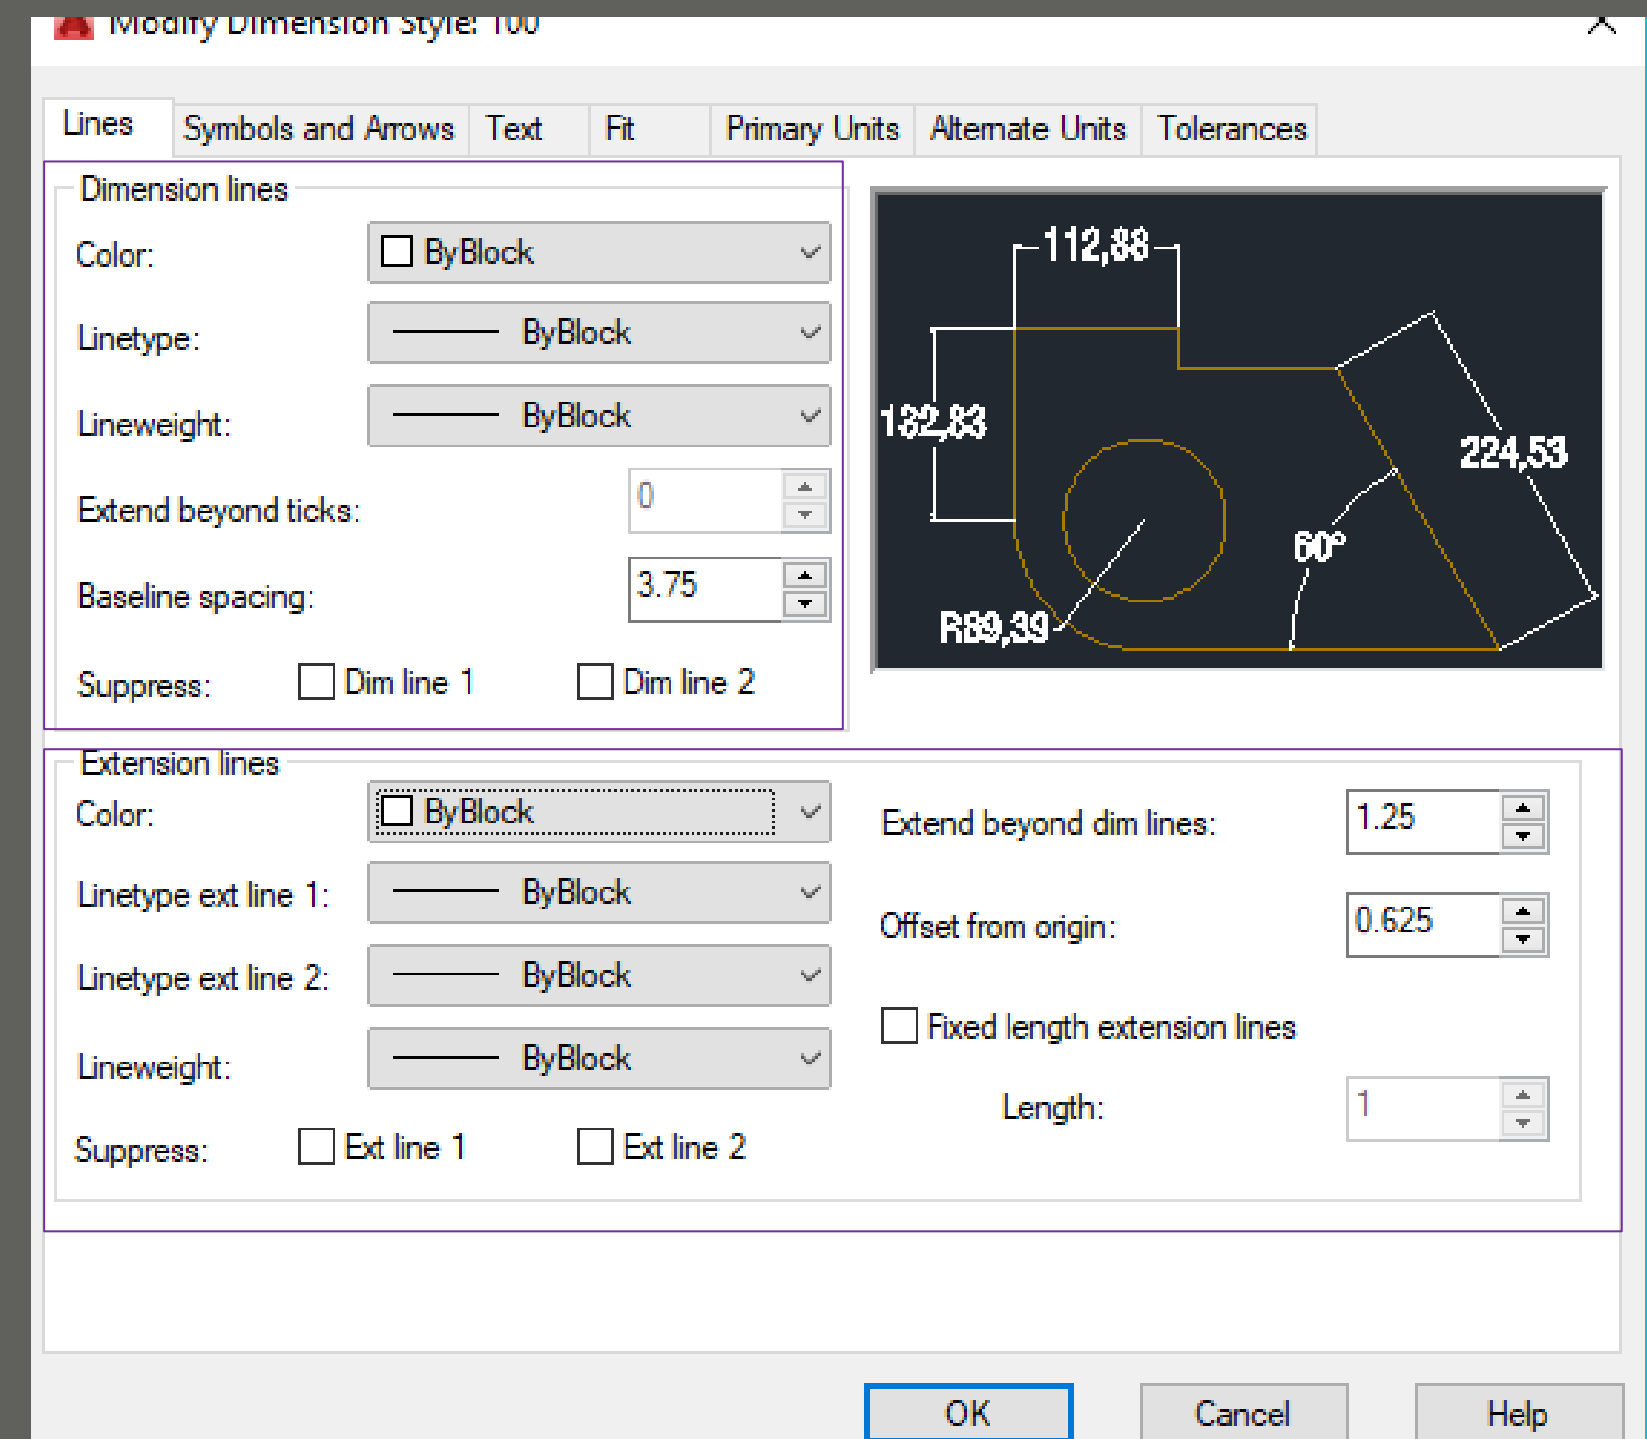 Modify Dimension Style: 100
Lines Symbols and Arrows Text Fit Primary Units Alternate Units Tolerances
Dimension lines
Color: ByBlock
Linetype: ByBlock
Lineweight: ByBlock
Extend beyond ticks: 0
Baseline spacing: 3.75
Suppress: Dim line 1 Dim line 2
112,88
132,83
224,53
60°
R89,39
Extension lines
Color: ByBlock
Linetype ext line 1: ByBlock
Linetype ext line 2: ByBlock
Lineweight: ByBlock
Suppress: Ext line 1 Ext line 2
Extend beyond dim lines: 1.25
Offset from origin: 0.625
Fixed length extension lines
Length: 1
OK Cancel Help